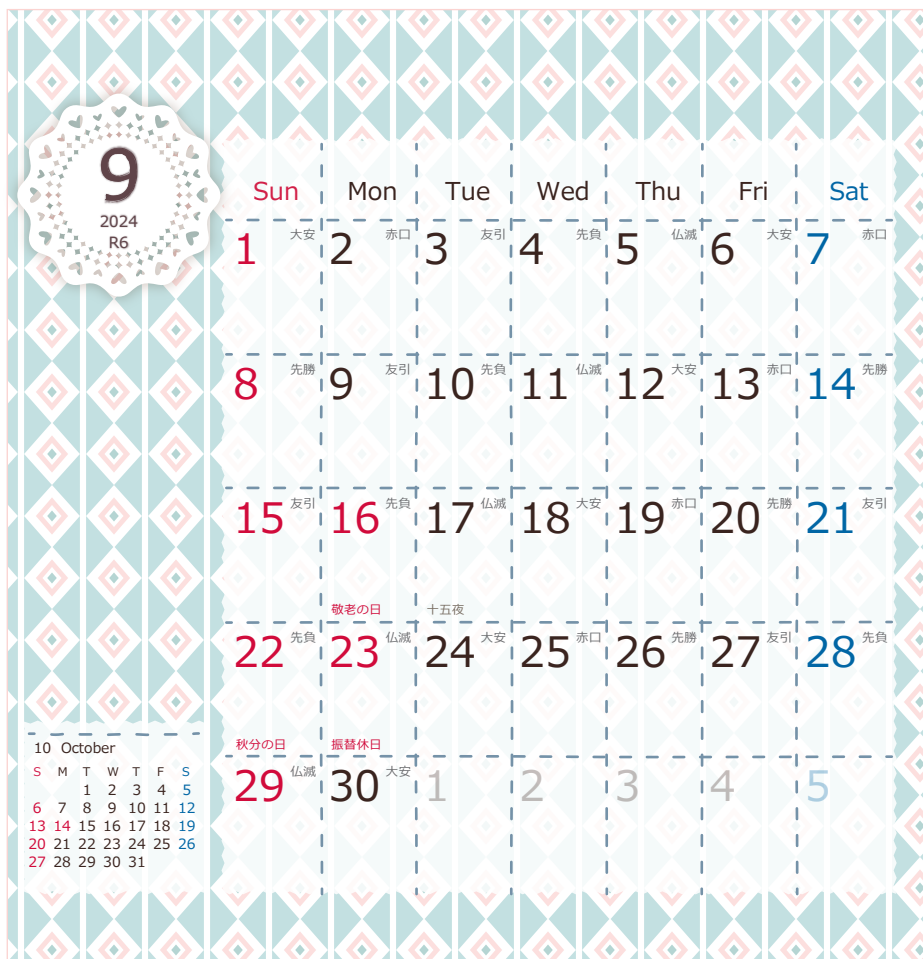 9
2024
R6
Sun Mon Tue Wed Thu Fri Sat
1 大安 2 赤口 3 友引 4 先負 5 仏滅 6 大安 7 赤口
8 先勝 9 友引 10 先負 11 仏滅 12 大安 13 赤口 14 先勝
15 友引 16 先負 17 仏滅 18 大安 19 赤口 20 先勝 21 友引
敬老の日 十五夜
22 先負 23 仏滅 24 大安 25 赤口 26 先勝 27 友引 28 先負
秋分の日 振替休日
29 仏滅 30 大安 1 2 3 4 5
10 October
S M T W T F S
1 2 3 4 5
6 7 8 9 10 11 12
13 14 15 16 17 18 19
20 21 22 23 24 25 26
27 28 29 30 31